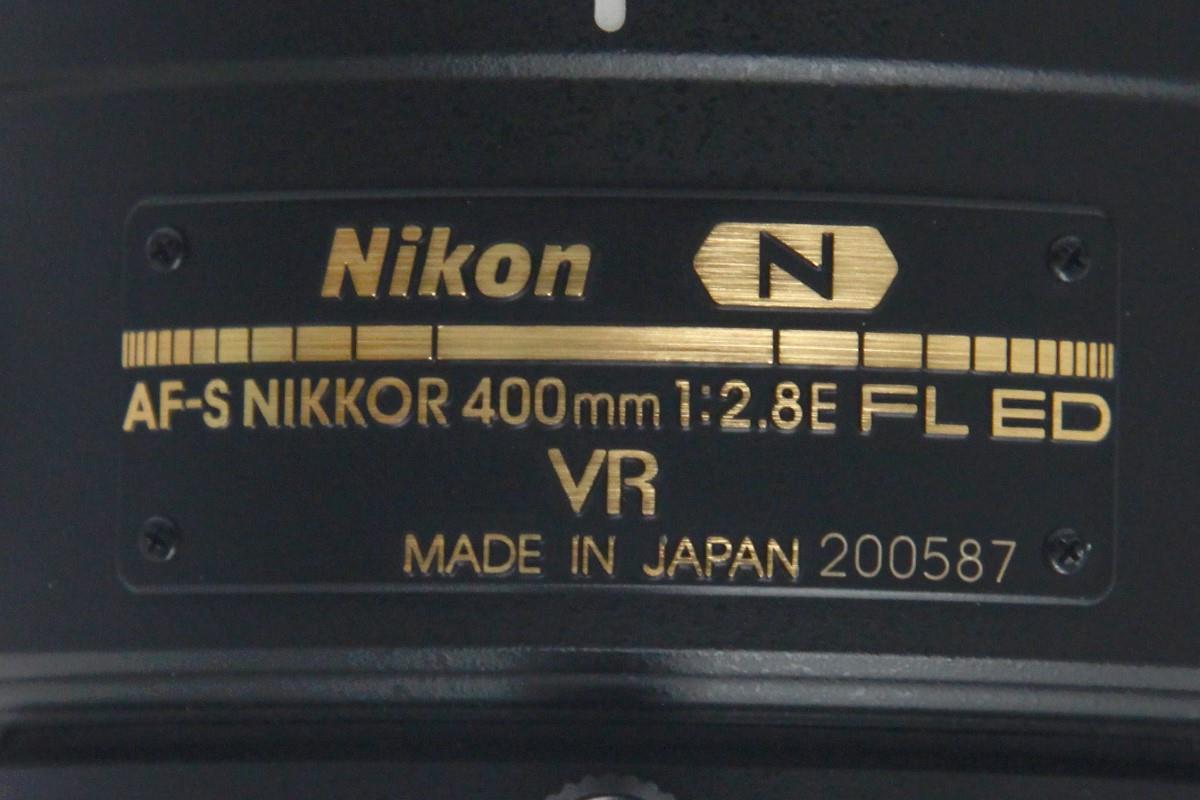 Nikon N
AF-S NIKKOR 400mm 1:2.8E FL ED
VR
MADE IN JAPAN 200587